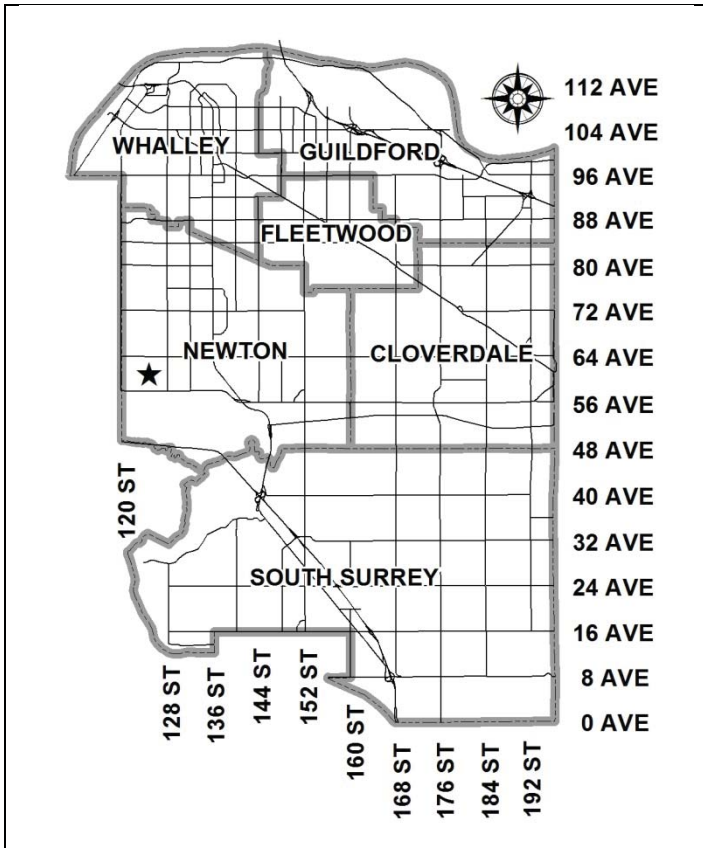 112 AVE
104 AVE
WHALLEY
GUILDFORD
96 AVE
88 AVE
FLEETWOOD
80 AVE
72 AVE
NEWTON
CLOVERDALE
64 AVE
56 AVE
48 AVE
120 ST
40 AVE
32 AVE
SOUTH SURREY
24 AVE
16 AVE
8 AVE
0 AVE
128 ST
136 ST
144 ST
152 ST
160 ST
168 ST
176 ST
184 ST
192 ST